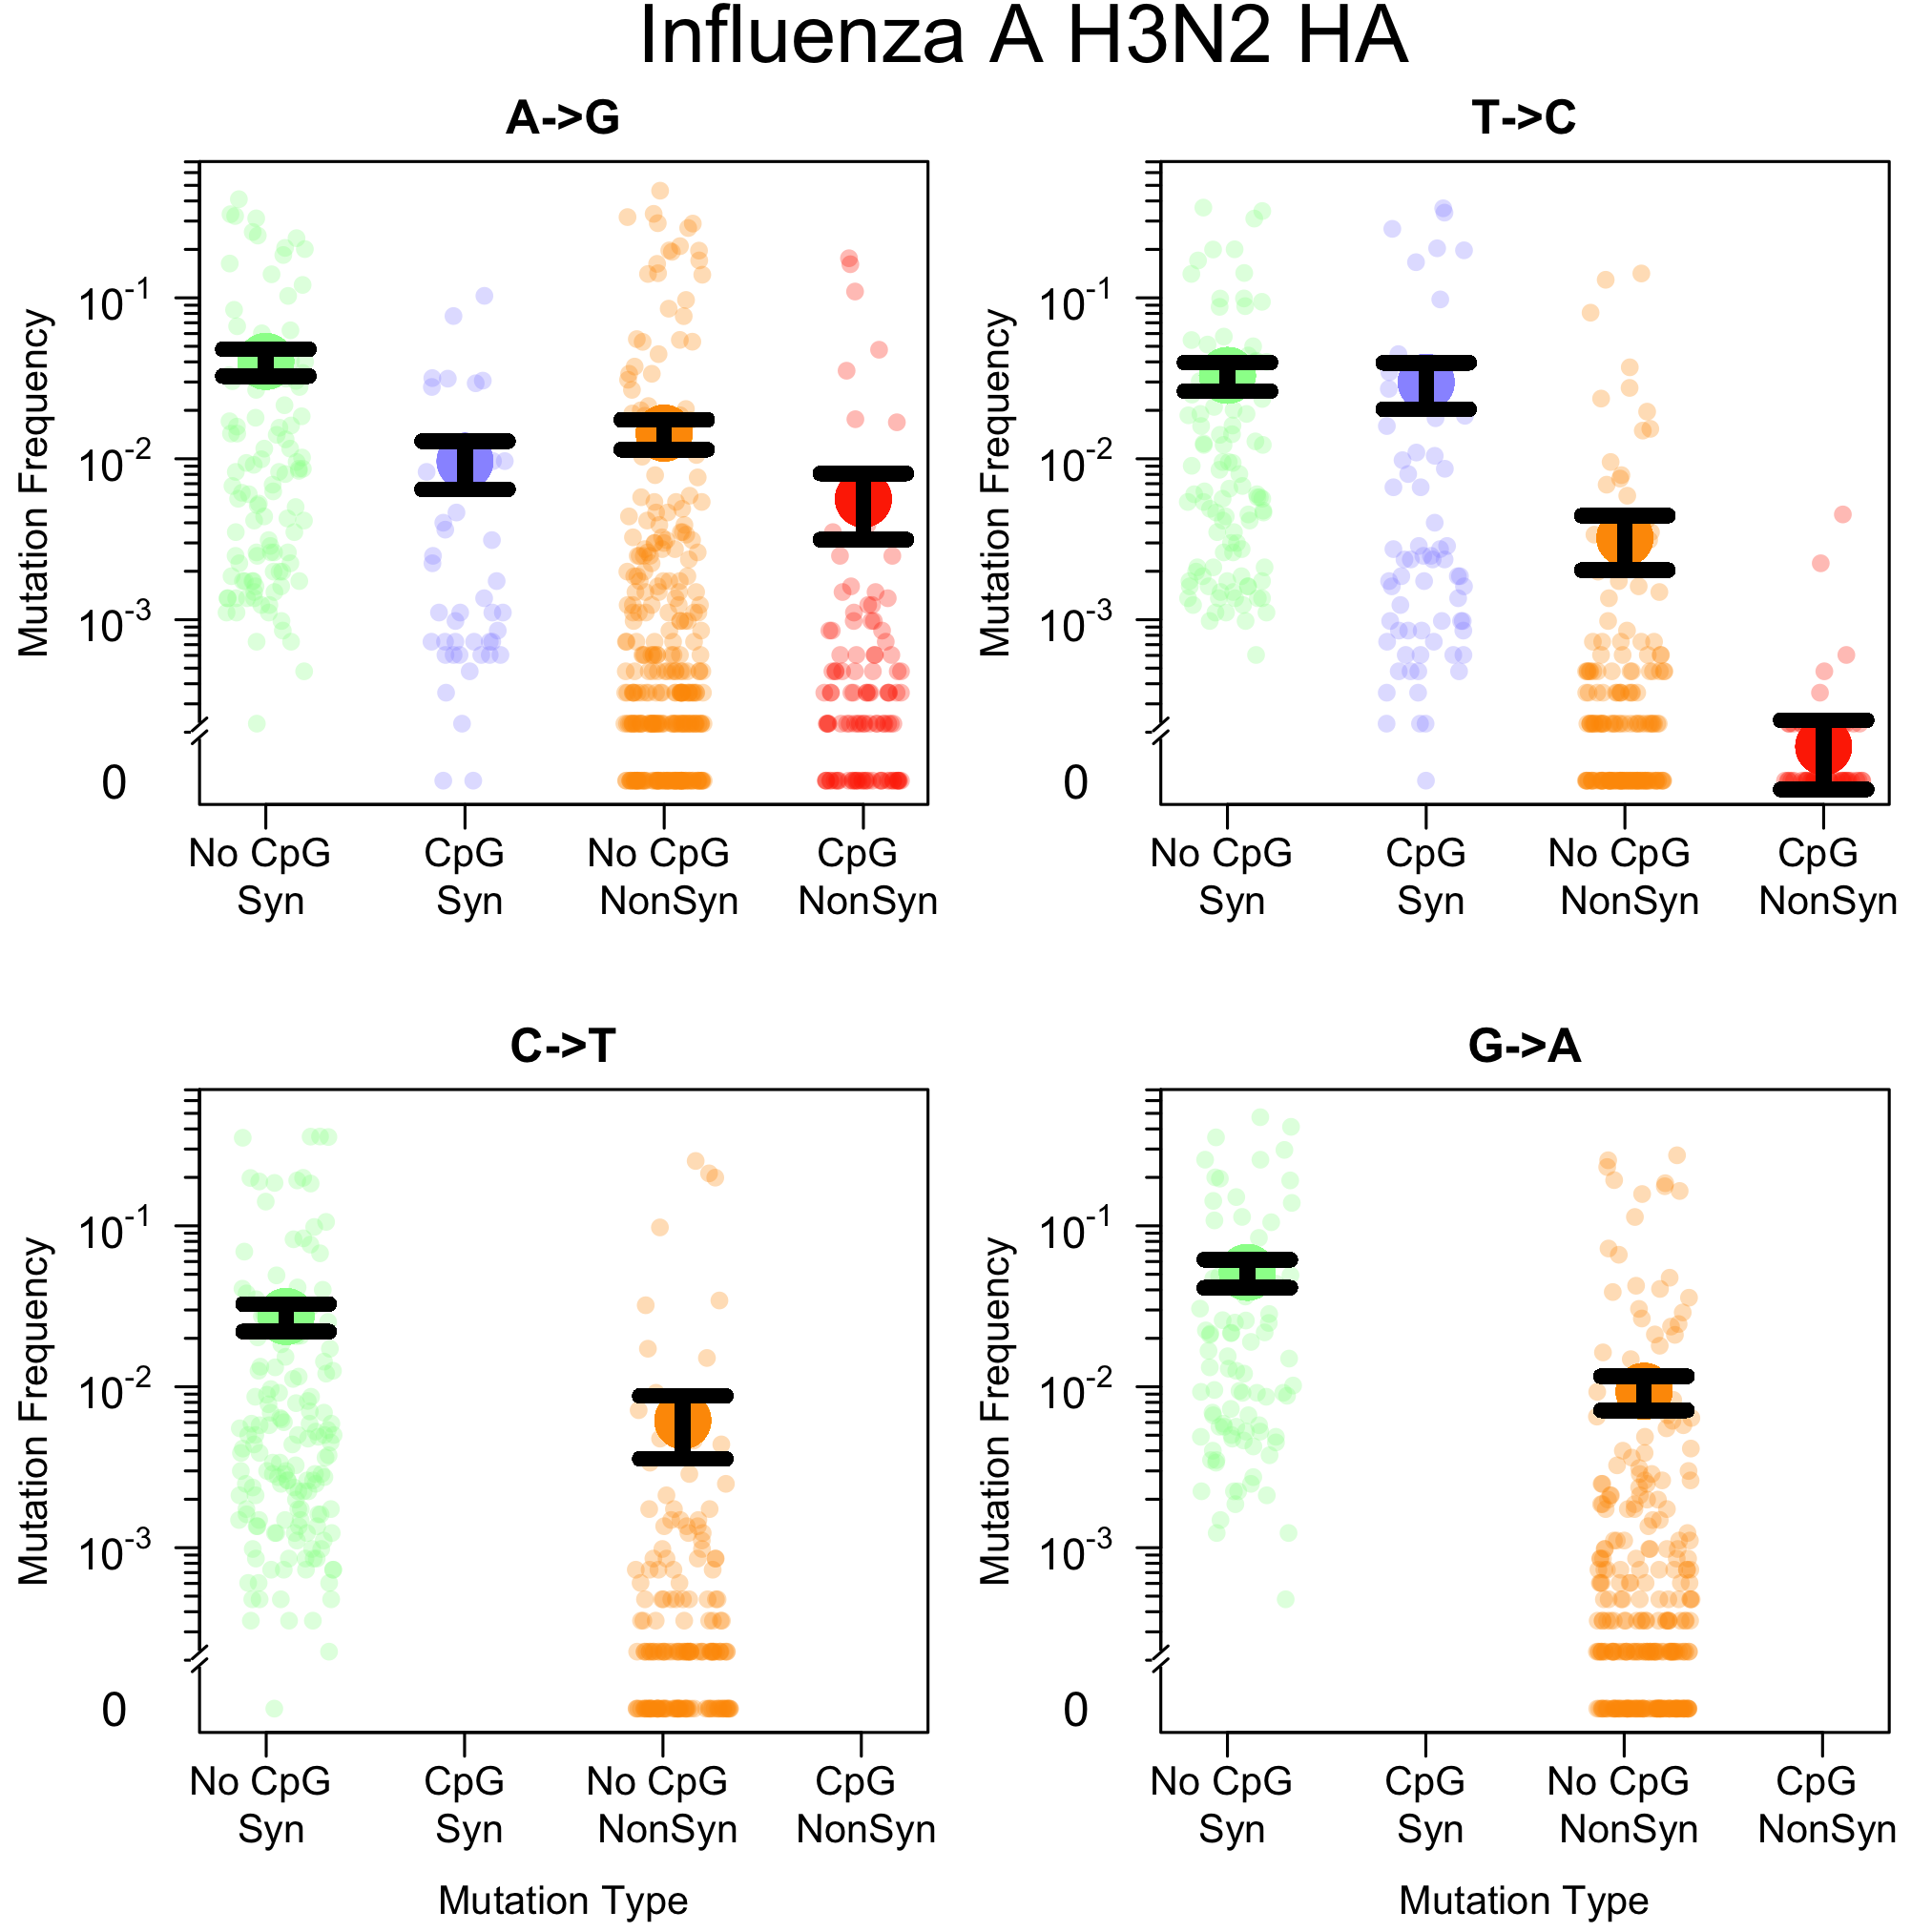 Influenza A H3N2 HA
A->G
T->C
Mutation Frequency
10-1
10-2
10-3
0
No CpG Syn
CpG Syn
No CpG NonSyn
CpG NonSyn
Mutation Frequency
10-1
10-2
10-3
0
No CpG Syn
CpG Syn
No CpG NonSyn
CpG NonSyn
C->T
G->A
Mutation Frequency
10-1
10-2
10-3
0
No CpG Syn
CpG Syn
No CpG NonSyn
CpG NonSyn
Mutation Type
Mutation Frequency
10-1
10-2
10-3
0
No CpG Syn
CpG Syn
No CpG NonSyn
CpG NonSyn
Mutation Type